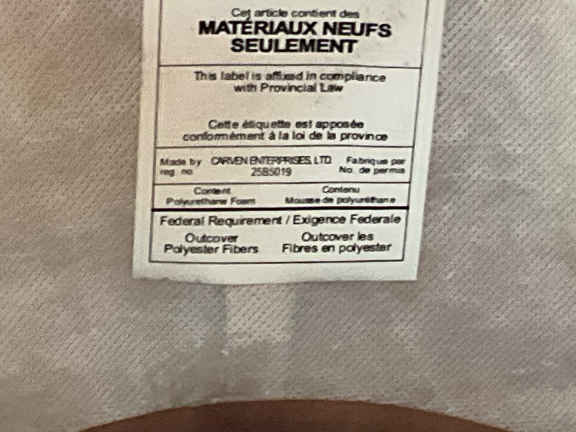 Cet article contient des
MATÉRIAUX NEUFS
SEULEMENT
This label is affixed in compliance
with Provincial Law
Cette étiquette est apposée
conformément à la loi de la province
Made by CARVEN ENTERPRISES, LTD. Fabrique par
reg. no. 25B5019 No. de permis
Content Contenu
Polyurethane Foam Mousse de polyuréthane
Federal Requirement / Exigence Federale
Outcover Outcover les
Polyester Fibers Fibres en polyester